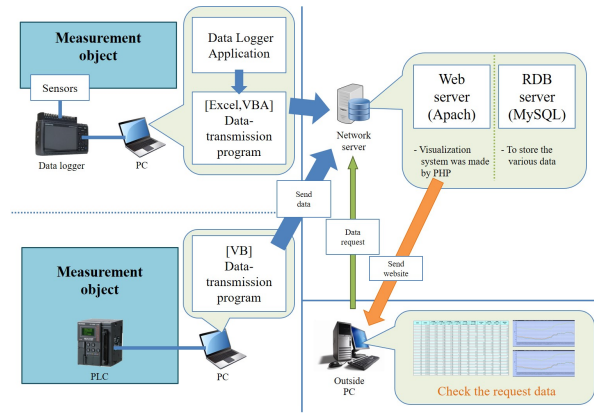 Measurement
object
Sensors
Data logger
PC
Data Logger
Application
[Excel,VBA]
Data-
transmission
program
Network
server
Web
server
(Apach)
RDB
server
(MySQL)
- Visualization
system was made
by PHP
- To store the
various data
Send
data
Data
request
Send
website
Measurement
object
PLC
PC
[VB]
Data-
transmission
program
Outside
PC
Check the request data